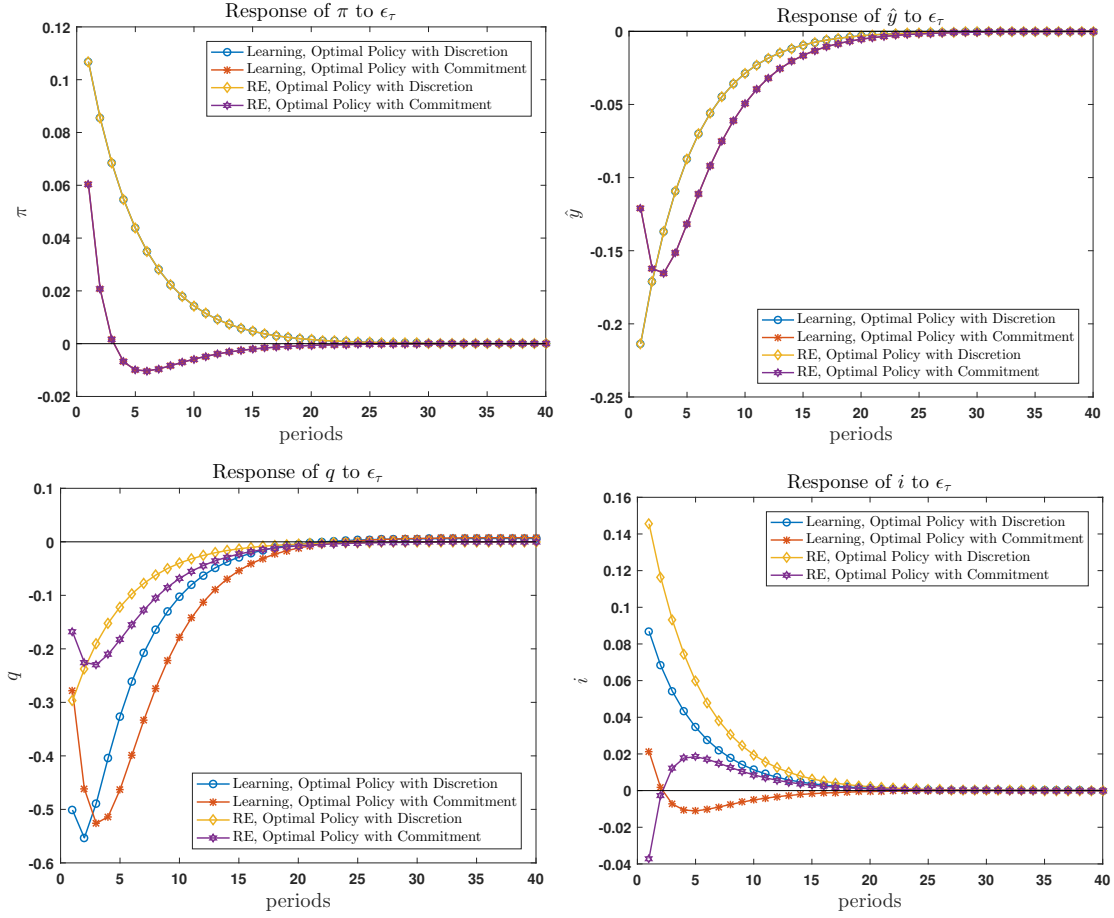 Response of π to ϵτ
0.12
0.1
0.08
0.06
0.04
0.02
0
-0.02
π
0 5 10 15 20 25 30 35 40
periods
Learning, Optimal Policy with Discretion
Learning, Optimal Policy with Commitment
RE, Optimal Policy with Discretion
RE, Optimal Policy with Commitment
Response of ŷ to ϵτ
0
-0.05
-0.1
-0.15
-0.2
-0.25
ŷ
0 5 10 15 20 25 30 35 40
periods
Learning, Optimal Policy with Discretion
Learning, Optimal Policy with Commitment
RE, Optimal Policy with Discretion
RE, Optimal Policy with Commitment
Response of q to ϵτ
0.1
0
-0.1
-0.2
-0.3
-0.4
-0.5
-0.6
q
0 5 10 15 20 25 30 35 40
periods
Learning, Optimal Policy with Discretion
Learning, Optimal Policy with Commitment
RE, Optimal Policy with Discretion
RE, Optimal Policy with Commitment
Response of i to ϵτ
0.16
0.14
0.12
0.1
0.08
0.06
0.04
0.02
0
-0.02
-0.04
i
0 5 10 15 20 25 30 35 40
periods
Learning, Optimal Policy with Discretion
Learning, Optimal Policy with Commitment
RE, Optimal Policy with Discretion
RE, Optimal Policy with Commitment